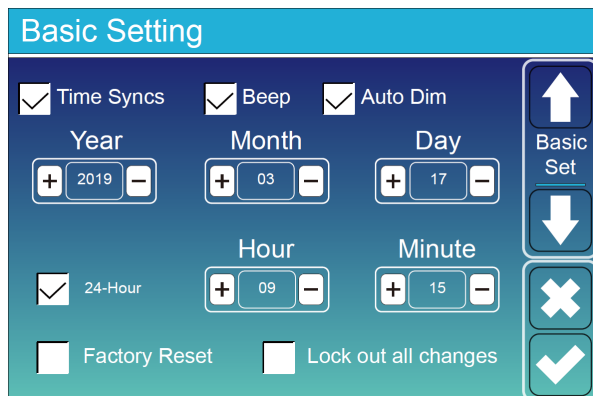 Basic Setting
Time Syncs Beep Auto Dim
Year Month Day
+ 2019 − + 03 − + 17 −
Basic
Set
Hour Minute
24-Hour + 09 − + 15 −
Factory Reset Lock out all changes